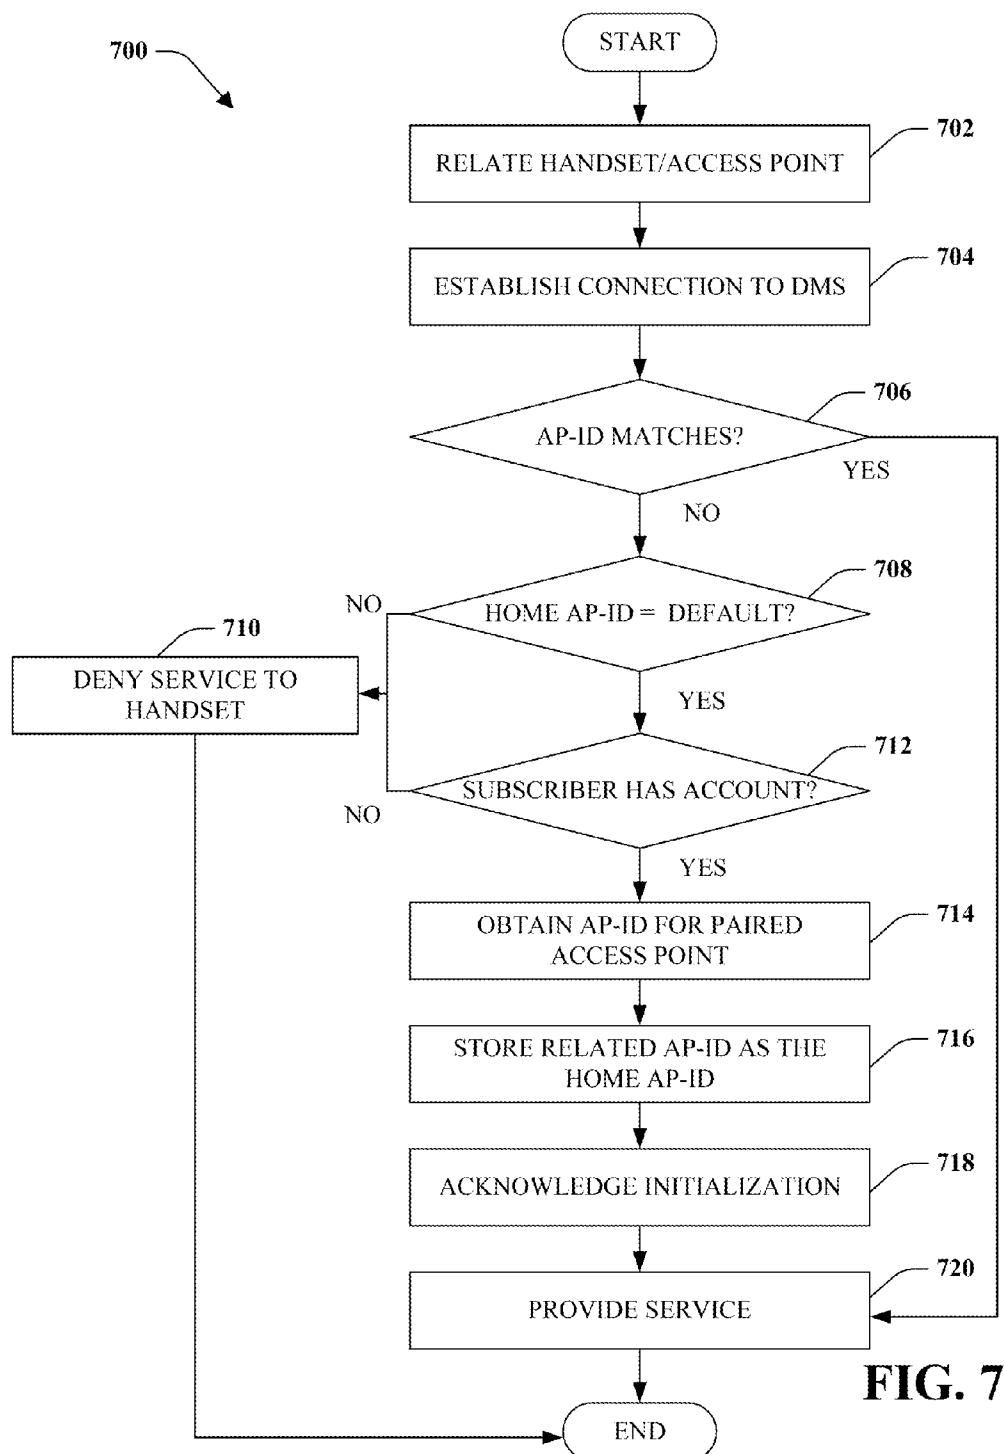 START
700
702
RELATE HANDSET/ACCESS POINT
704
ESTABLISH CONNECTION TO DMS
706
AP-ID MATCHES?
YES
NO
708
NO
HOME AP-ID = DEFAULT?
710
DENY SERVICE TO
HANDSET
YES
712
SUBSCRIBER HAS ACCOUNT?
NO
YES
714
OBTAIN AP-ID FOR PAIRED
ACCESS POINT
716
STORE RELATED AP-ID AS THE
HOME AP-ID
718
ACKNOWLEDGE INITIALIZATION
720
PROVIDE SERVICE
FIG. 7
END